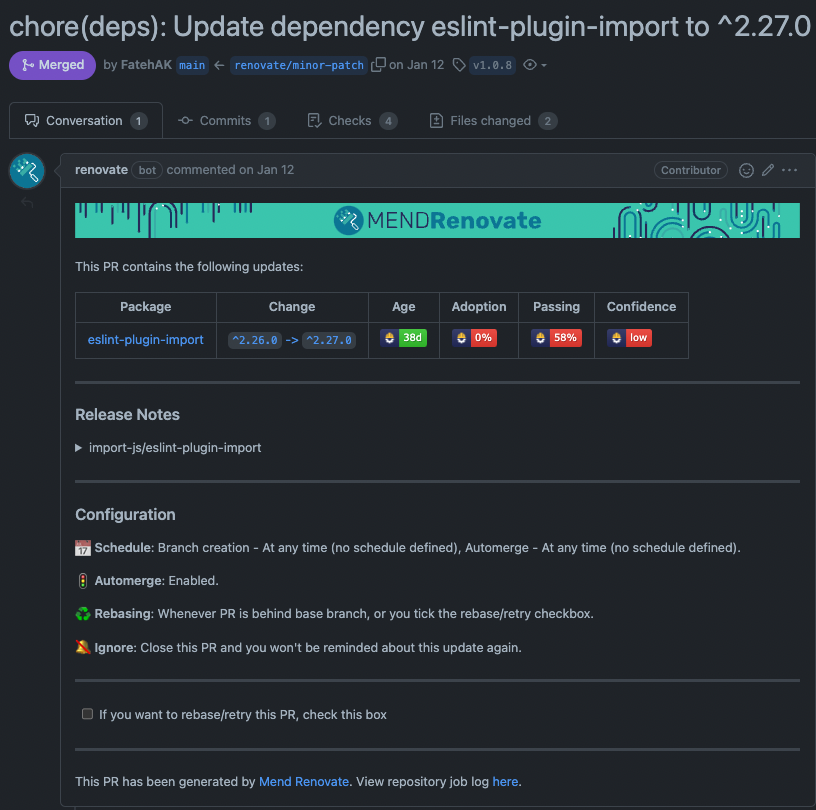 chore(deps): Update dependency eslint-plugin-import to ^2.27.0
Merged by FatehAK main ← renovate/minor-patch on Jan 12 v1.0.8
Conversation 1 Commits 1 Checks 4 Files changed 2
renovate bot commented on Jan 12 Contributor
MENDRenovate
This PR contains the following updates:
Package Change Age Adoption Passing Confidence
eslint-plugin-import ^2.26.0 -> ^2.27.0 38d 0% 58% low
Release Notes
import-js/eslint-plugin-import
Configuration
📅 Schedule: Branch creation - At any time (no schedule defined), Automerge - At any time (no schedule defined).
🚦 Automerge: Enabled.
♻ Rebasing: Whenever PR is behind base branch, or you tick the rebase/retry checkbox.
🔕 Ignore: Close this PR and you won't be reminded about this update again.
If you want to rebase/retry this PR, check this box
This PR has been generated by Mend Renovate. View repository job log here.